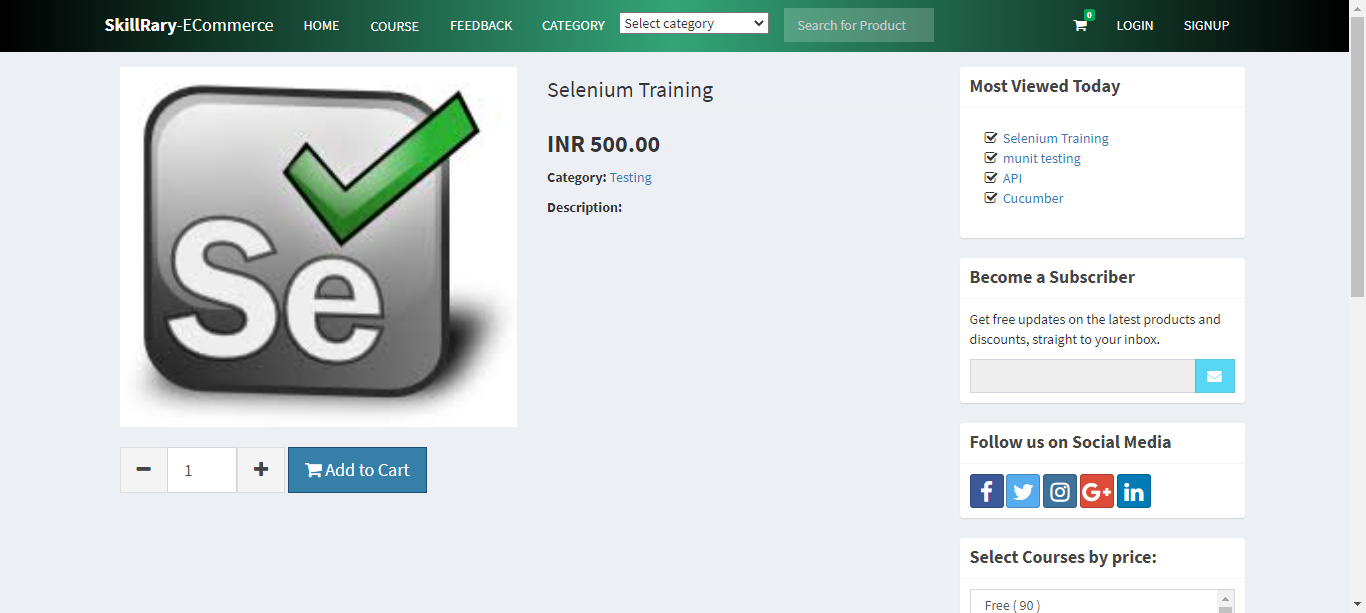 SkillRary-ECommerce HOME COURSE FEEDBACK CATEGORY Select category Search for Product 0 LOGIN SIGNUP
Se
1
Add to Cart
Selenium Training
INR 500.00
Category: Testing
Description:
Most Viewed Today
Selenium Training
munit testing
API
Cucumber
Become a Subscriber
Get free updates on the latest products and
discounts, straight to your inbox.
Follow us on Social Media
f G+ in
Select Courses by price:
Free ( 90 )